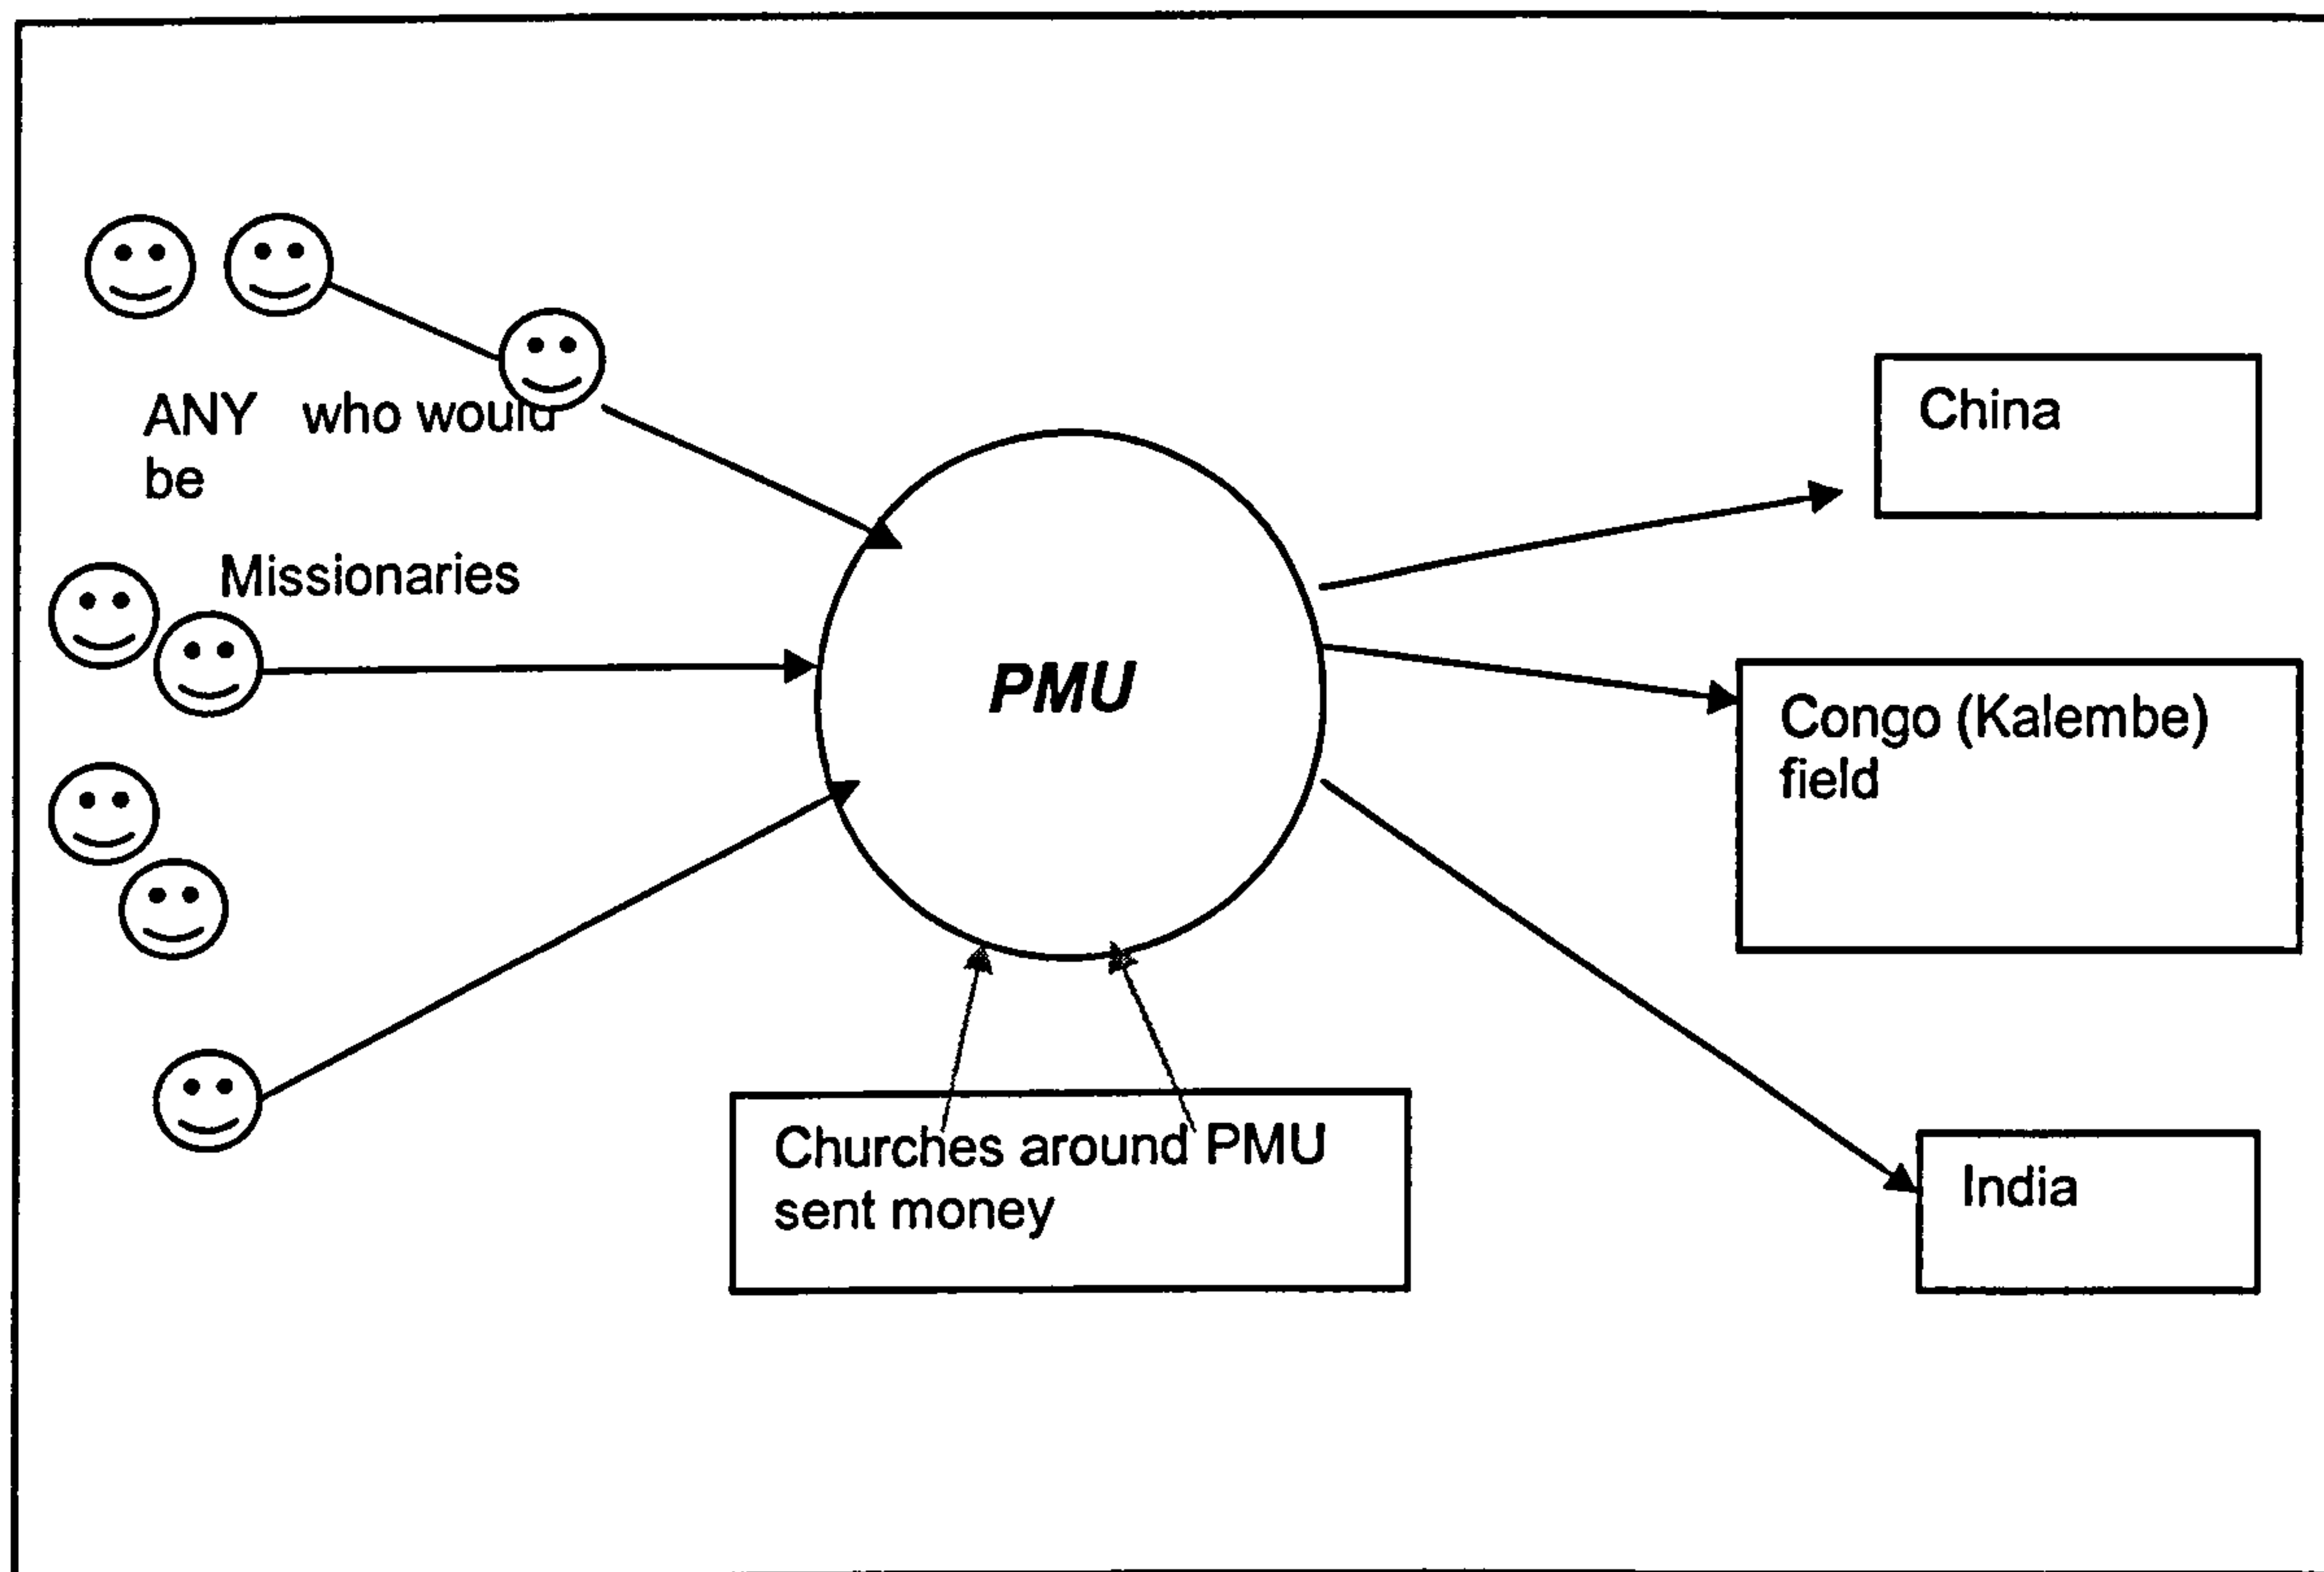 ANY who would
be
Missionaries
PMU
China
Congo (Kalembe)
field
India
Churches around PMU
sent money